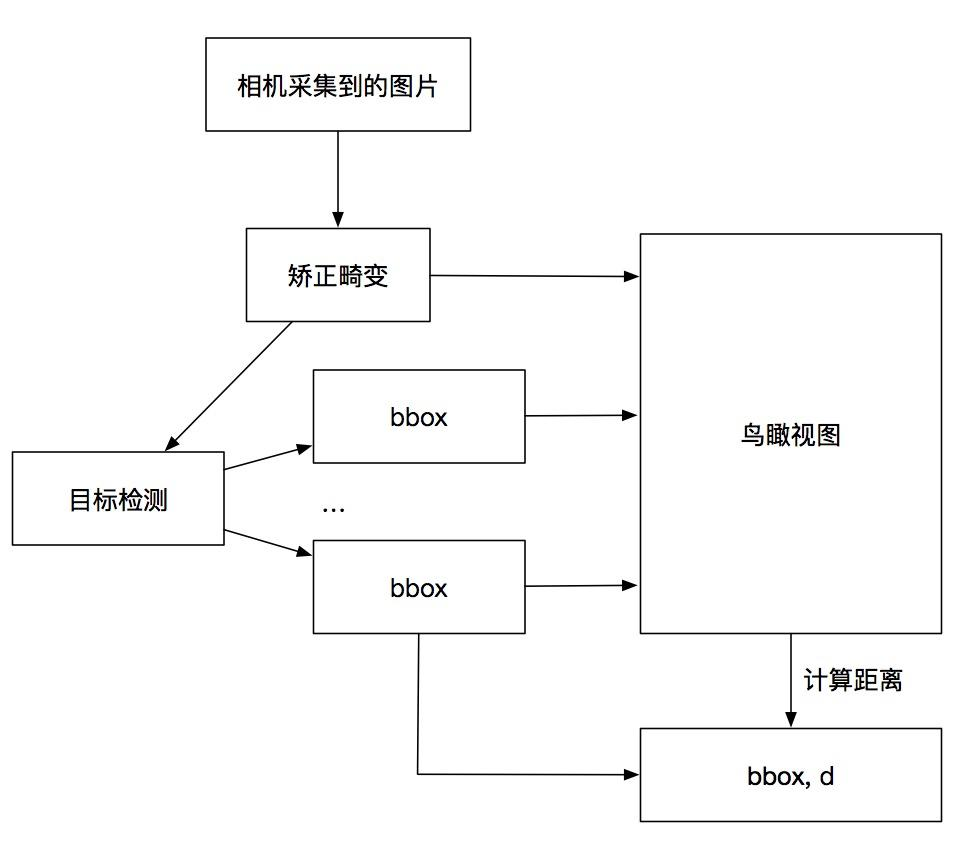 相机采集到的图片
矫正畸变
bbox
鸟瞰视图
目标检测
...
bbox
计算距离
bbox, d